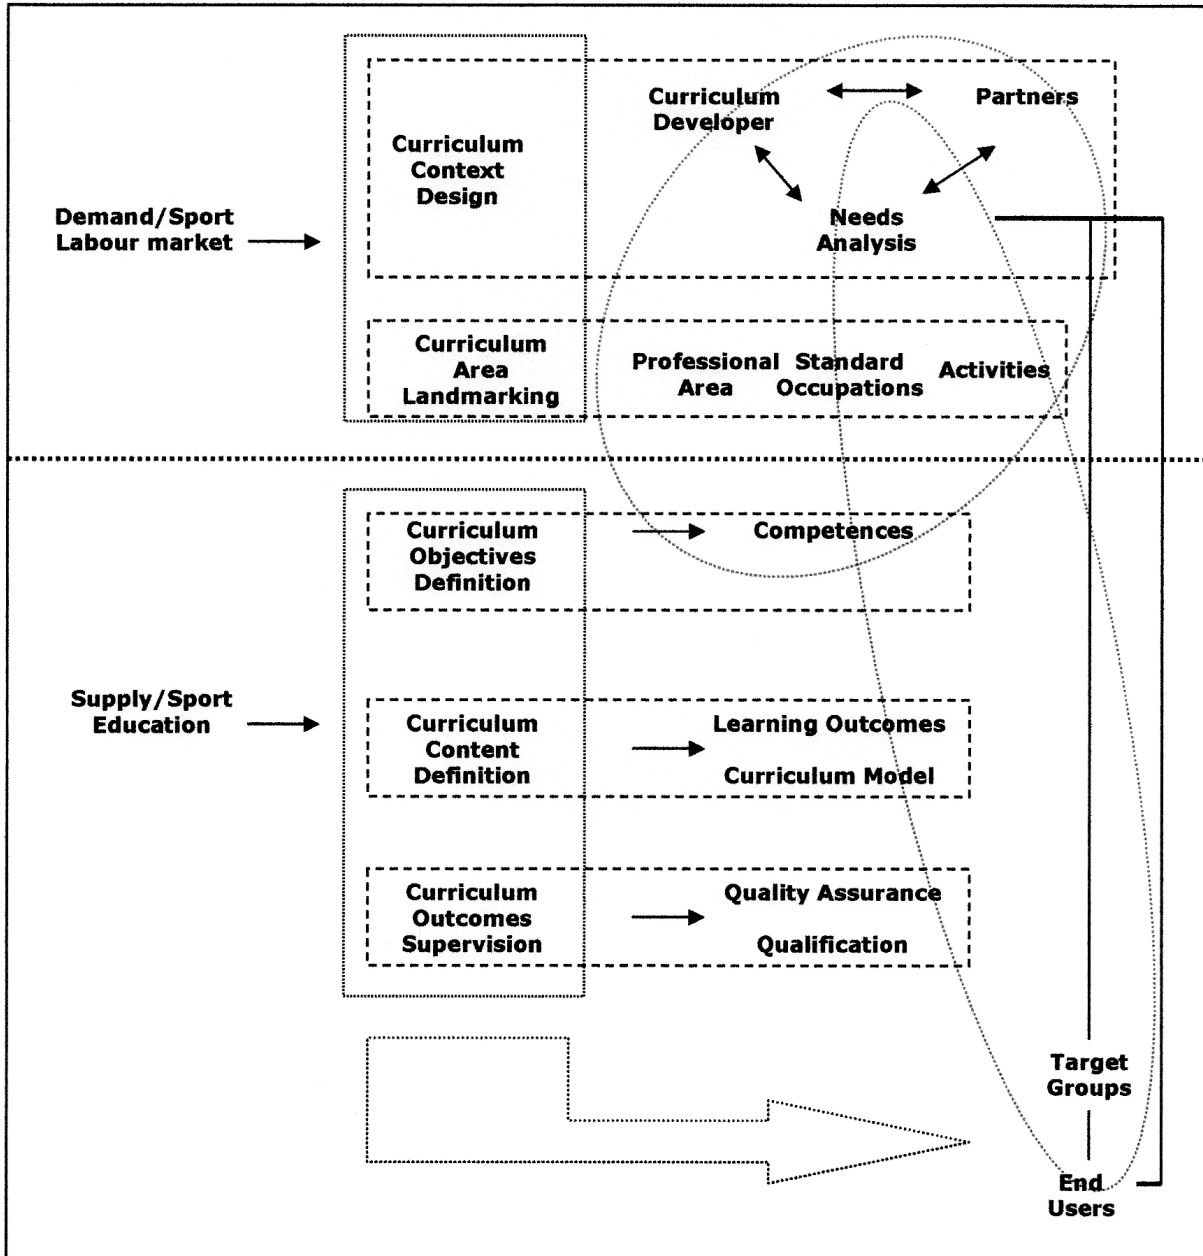 Curriculum
Developer
Partners
Curriculum
Context
Design
Demand/Sport
Labour market
Needs
Analysis
Curriculum
Area
Landmarking
Professional
Area
Standard
Occupations
Activities
Curriculum
Objectives
Definition
Competences
Supply/Sport
Education
Curriculum
Content
Definition
Learning Outcomes
Curriculum Model
Curriculum
Outcomes
Supervision
Quality Assurance
Qualification
Target
Groups
End
Users